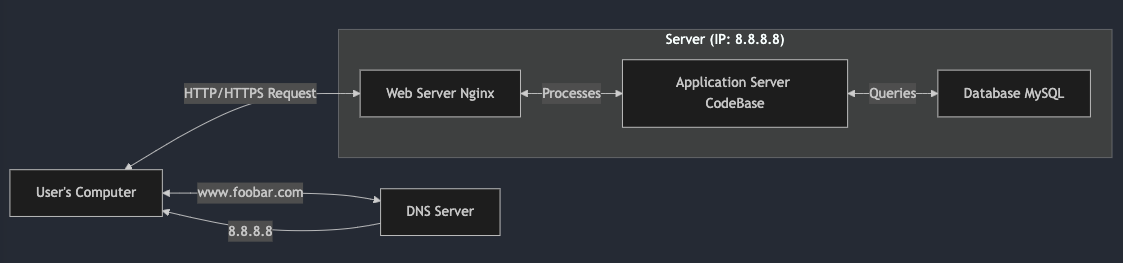 Server (IP: 8.8.8.8)
HTTP/HTTPS Request
Web Server Nginx
Processes
Application Server
CodeBase
Queries
Database MySQL
User's Computer
www.foobar.com
DNS Server
8.8.8.8